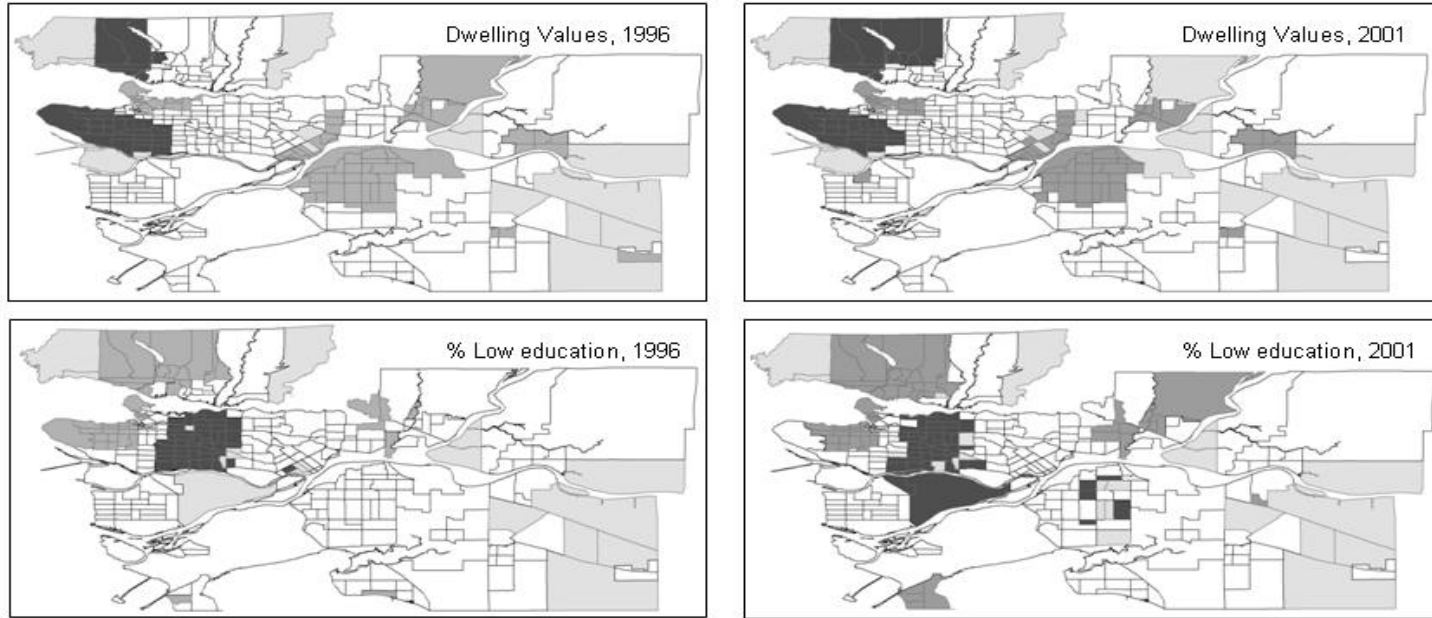 Dwelling Values, 1996
Dwelling Values, 2001
% Low education, 1996
% Low education, 2001